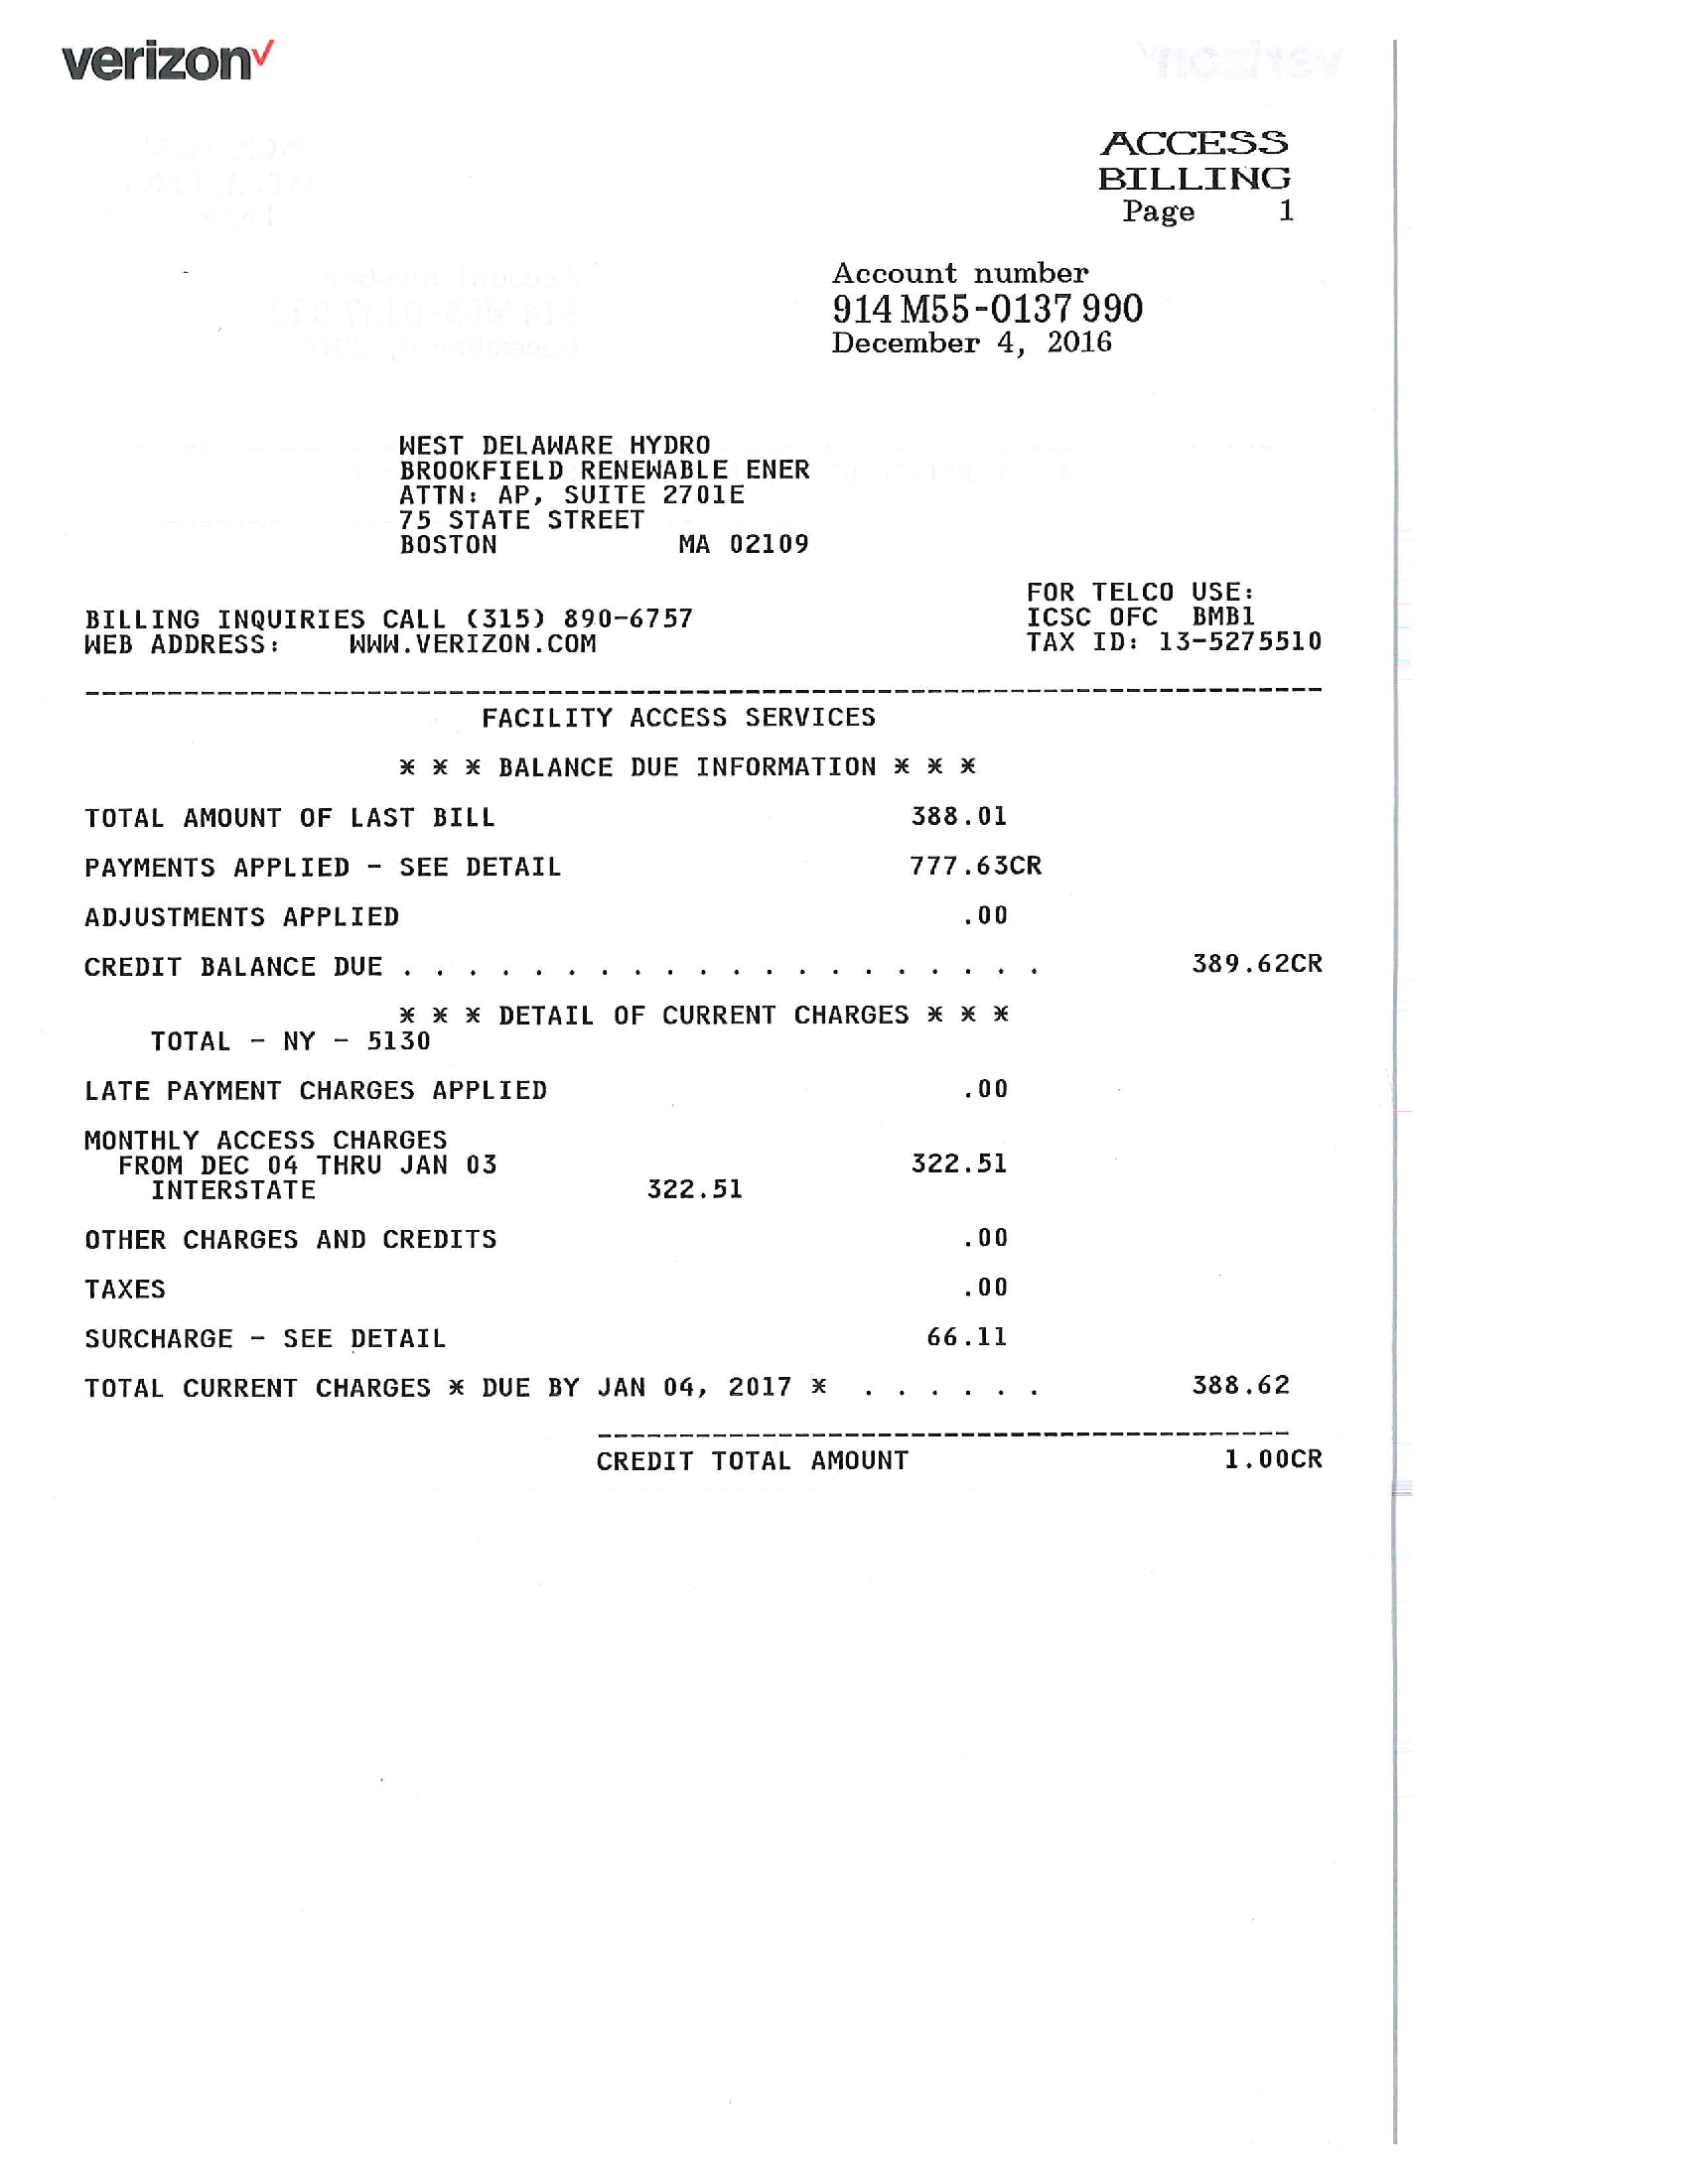 verizon
ACCESS
BILLING
Page 1
Account number
914 M55-0137 990
December 4, 2016
WEST DELAWARE HYDRO
BROOKFIELD RENEWABLE ENER
ATTN: AP, SUITE 2701E
75 STATE STREET
BOSTON MA 02109
FOR TELCO USE:
BILLING INQUIRIES CALL (315) 890-6757 ICSC OFC BMB1
WEB ADDRESS: WWW.VERIZON.COM TAX ID: 13-5275510
--------------------------------------------------------------------------
FACILITY ACCESS SERVICES
* * * BALANCE DUE INFORMATION * * *
TOTAL AMOUNT OF LAST BILL 388.01
PAYMENTS APPLIED - SEE DETAIL 777.63CR
ADJUSTMENTS APPLIED .00
CREDIT BALANCE DUE . . . . . . . . . . . . . . . . . . . . 389.62CR
* * * DETAIL OF CURRENT CHARGES * * *
TOTAL - NY - 5130
LATE PAYMENT CHARGES APPLIED .00
MONTHLY ACCESS CHARGES
FROM DEC 04 THRU JAN 03 322.51
INTERSTATE 322.51
OTHER CHARGES AND CREDITS .00
TAXES .00
SURCHARGE - SEE DETAIL 66.11
TOTAL CURRENT CHARGES * DUE BY JAN 04, 2017 * . . . . . . 388.62
------------------------------------------
CREDIT TOTAL AMOUNT 1.00CR